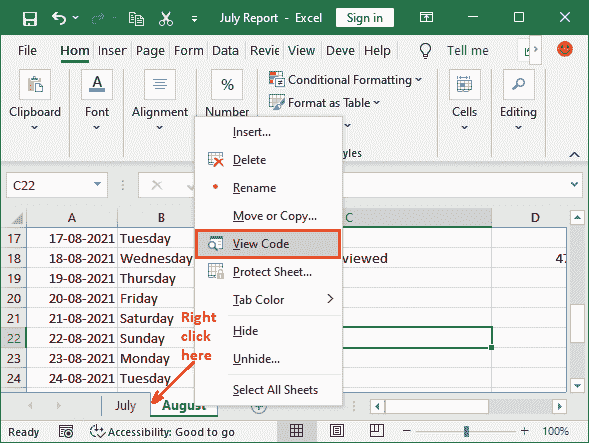 July Report - Excel
Sign in
File Hom Inser Page Form Data Revie View Deve Help Tell me
Clipboard
Font
Alignment
%
Number
Conditional Formatting
Format as Table
yles
Cells
Editing
A
C22
A B C D
17 17-08-2021 Tuesday
18 18-08-2021 Wednesday viewed 47
19 19-08-2021 Thursday
20 20-08-2021 Friday
21 21-08-2021 Saturday
22 22-08-2021 Sunday
23 23-08-2021 Monday
24 24-08-2021 Tuesday
Insert...
Delete
Rename
Move or Copy...
View Code
Protect Sheet...
Tab Color
Hide
Unhide...
Select All Sheets
Right
click
here
July August
Ready Accessibility: Good to go 100%